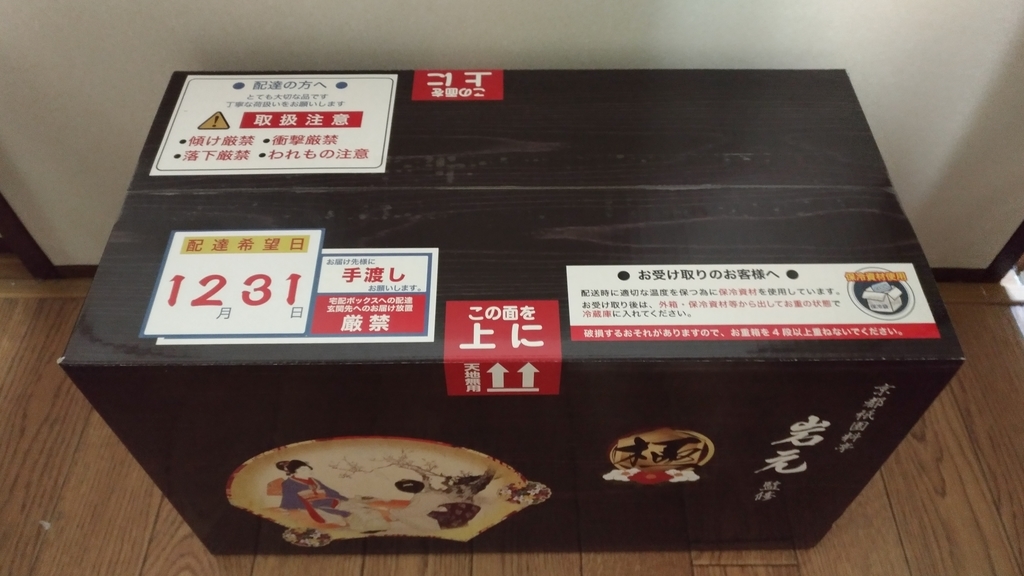 ● 配達の方へ ●
とても大切な品です
丁寧な荷扱いをお願いします
取扱注意
●傾け厳禁 ●衝撃厳禁
●落下厳禁 ●われもの注意
この面を
上に
配達希望日
12月31日
お届け先様に
手渡し
お願いします。
宅配ボックスへの配達
玄関先へのお届け放置
厳禁
この面を
上に
天地無用
● お受け取りのお客様へ ●
配送時に適切な温度を保つ為に保冷資材を使用しています。
お受け取り後は、外箱・保冷資材等から出してお重の状態で
冷蔵庫に入れてください。
破損するおそれがありますので、お重箱を4段以上重ねないでください。
保冷資材使用
極
京都祇園料亭
岩元
監修